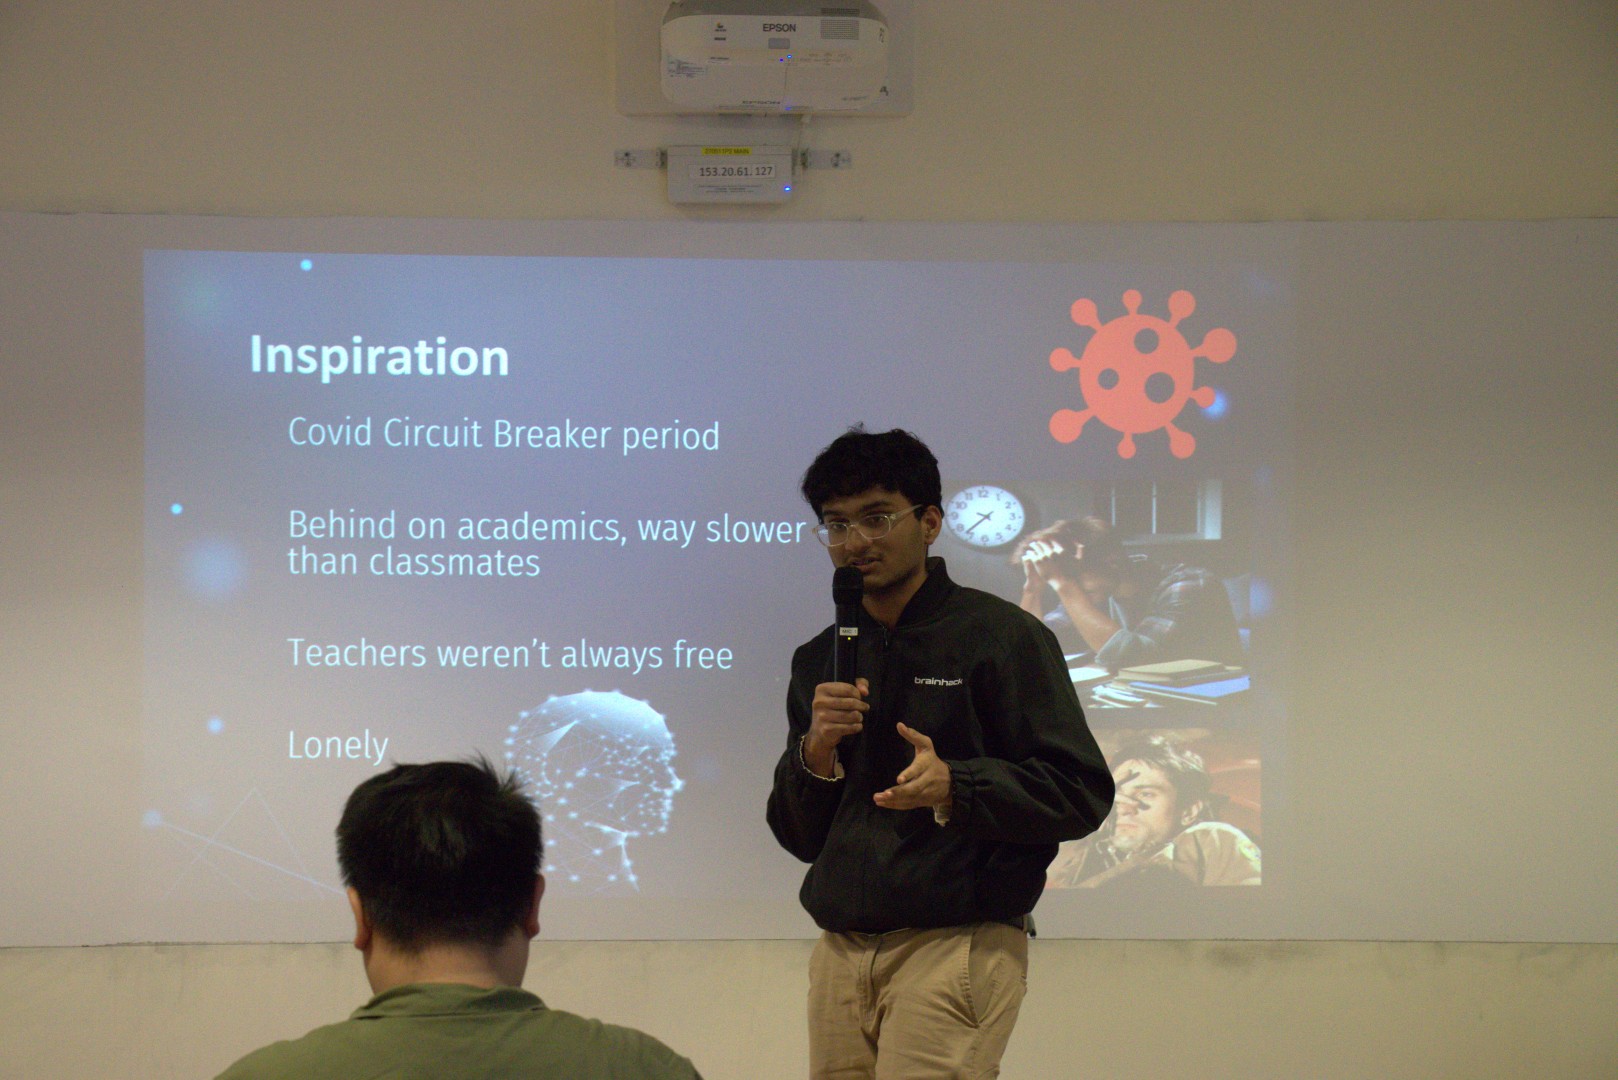 EPSON
153.20.61.127
Inspiration
Covid Circuit Breaker period
Behind on academics, way slower
than classmates
Teachers weren't always free
Lonely
brainhack